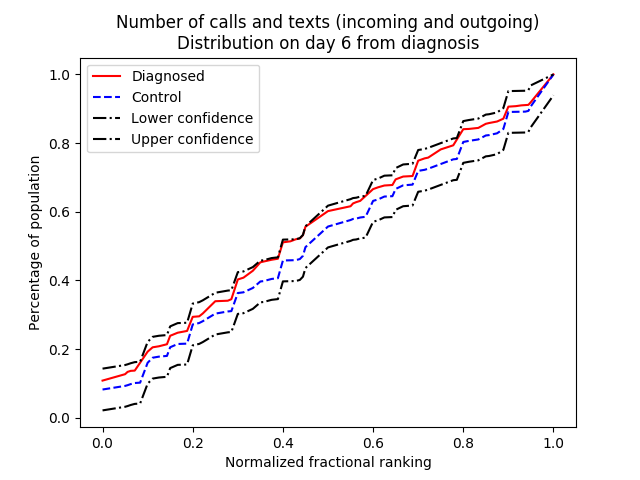 Number of calls and texts (incoming and outgoing)
Distribution on day 6 from diagnosis
Diagnosed
Control
Lower confidence
Upper confidence
Percentage of population
1.0
0.8
0.6
0.4
0.2
0.0
0.0 0.2 0.4 0.6 0.8 1.0
Normalized fractional ranking